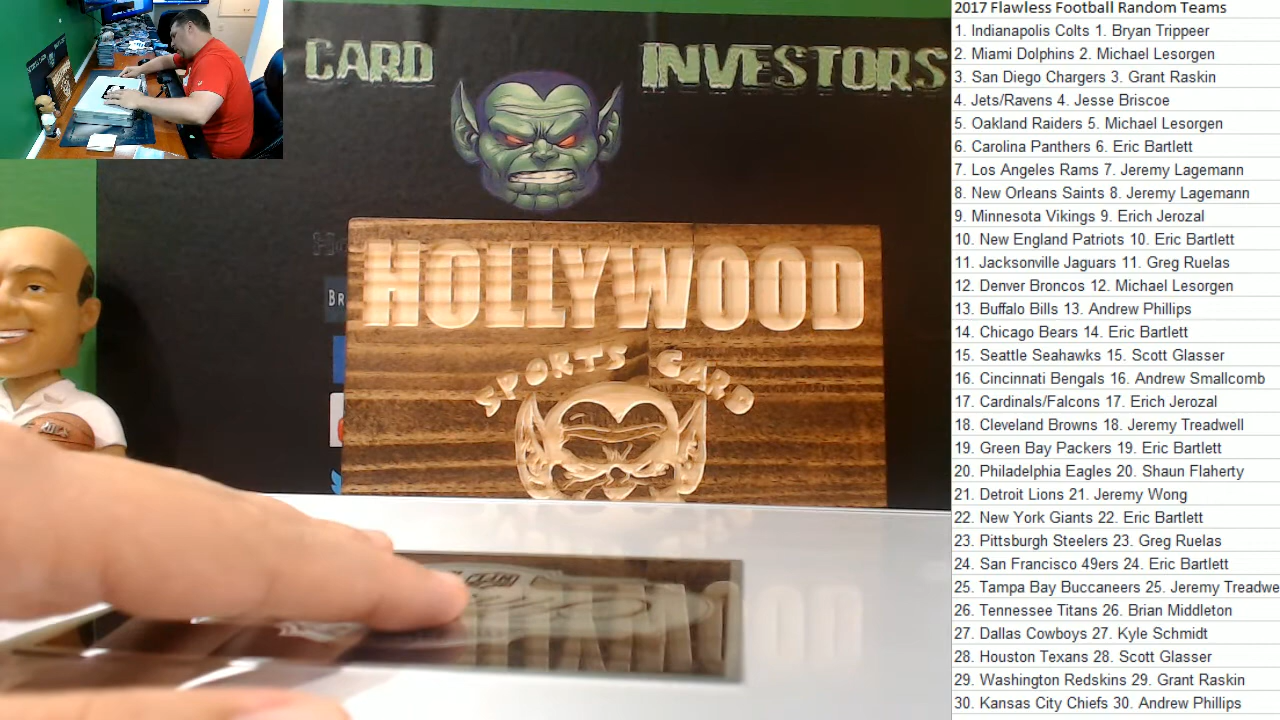 CARD INVESTORS
HOLLYWOOD
SPORTS CARD
2017 Flawless Football Random Teams
1. Indianapolis Colts 1. Bryan Trippeer
2. Miami Dolphins 2. Michael Lesorgen
3. San Diego Chargers 3. Grant Raskin
4. Jets/Ravens 4. Jesse Briscoe
5. Oakland Raiders 5. Michael Lesorgen
6. Carolina Panthers 6. Eric Bartlett
7. Los Angeles Rams 7. Jeremy Lagemann
8. New Orleans Saints 8. Jeremy Lagemann
9. Minnesota Vikings 9. Erich Jerozal
10. New England Patriots 10. Eric Bartlett
11. Jacksonville Jaguars 11. Greg Ruelas
12. Denver Broncos 12. Michael Lesorgen
13. Buffalo Bills 13. Andrew Phillips
14. Chicago Bears 14. Eric Bartlett
15. Seattle Seahawks 15. Scott Glasser
16. Cincinnati Bengals 16. Andrew Smallcomb
17. Cardinals/Falcons 17. Erich Jerozal
18. Cleveland Browns 18. Jeremy Treadwell
19. Green Bay Packers 19. Eric Bartlett
20. Philadelphia Eagles 20. Shaun Flaherty
21. Detroit Lions 21. Jeremy Wong
22. New York Giants 22. Eric Bartlett
23. Pittsburgh Steelers 23. Greg Ruelas
24. San Francisco 49ers 24. Eric Bartlett
25. Tampa Bay Buccaneers 25. Jeremy Treadwe
26. Tennessee Titans 26. Brian Middleton
27. Dallas Cowboys 27. Kyle Schmidt
28. Houston Texans 28. Scott Glasser
29. Washington Redskins 29. Grant Raskin
30. Kansas City Chiefs 30. Andrew Phillips